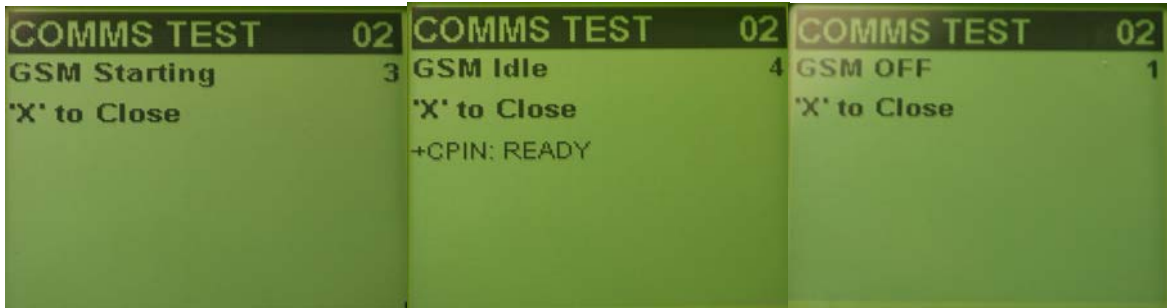 COMMS TEST 02
GSM Starting 3
'X' to Close
COMMS TEST 02
GSM Idle 4
'X' to Close
+CPIN: READY
COMMS TEST 02
GSM OFF 1
'X' to Close